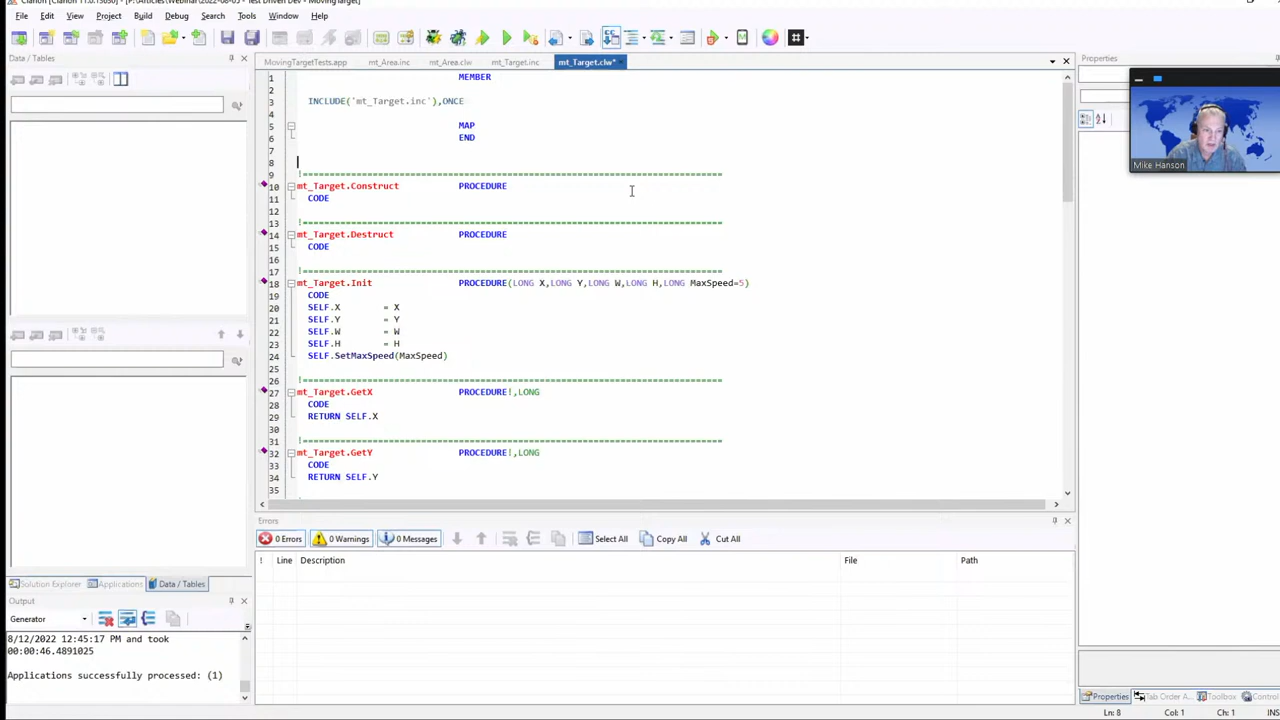 Clarion (Clarion 11.0.13630) - [P:\Articles\Webinar\2022-08-05 - Test Driven Dev - MovingTarget]
File Edit View Project Build Debug Search Tools Window Help
Data / Tables
MovingTargetTests.app mt_Area.inc mt_Area.clw mt_Target.inc mt_Target.clw*
Properties
1 MEMBER
2
3 INCLUDE('mt_Target.inc'),ONCE
4
5 MAP
6 END
7
8
9 !==========================================================================
10 mt_Target.Construct PROCEDURE
11 CODE
12
13 !==========================================================================
14 mt_Target.Destruct PROCEDURE
15 CODE
16
17 !==========================================================================
18 mt_Target.Init PROCEDURE(LONG X,LONG Y,LONG W,LONG H,LONG MaxSpeed=5)
19 CODE
20 SELF.X = X
21 SELF.Y = Y
22 SELF.W = W
23 SELF.H = H
24 SELF.SetMaxSpeed(MaxSpeed)
25
26 !==========================================================================
27 mt_Target.GetX PROCEDURE!,LONG
28 CODE
29 RETURN SELF.X
30
31 !==========================================================================
32 mt_Target.GetY PROCEDURE!,LONG
33 CODE
34 RETURN SELF.Y
35
Mike Hanson
Errors
0 Errors 0 Warnings 0 Messages Select All Copy All Cut All
! Line Description File Path
Solution Explorer Applications Data / Tables
Output
Generator
8/12/2022 12:45:17 PM and took
00:00:46.4891025
Applications successfully processed: (1)
Properties Tab Order A... Toolbox Control
Ln: 8 Col: 1 Ch: 1 INS